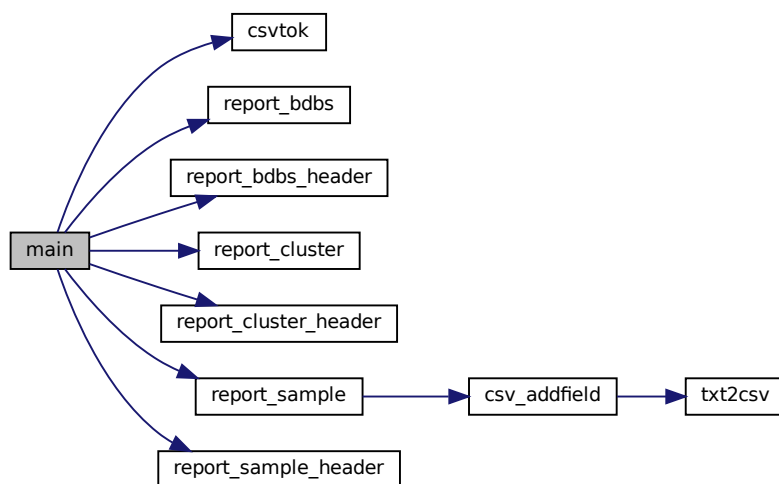 csvtok
report_bdbs
report_bdbs_header
main
report_cluster
report_cluster_header
report_sample
csv_addfield
txt2csv
report_sample_header